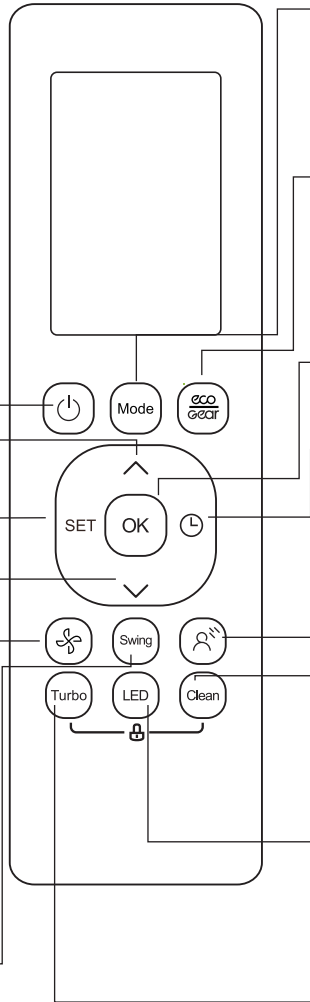 Mode
eco
Gear
SET
OK
Swing
Turbo
LED
Clean